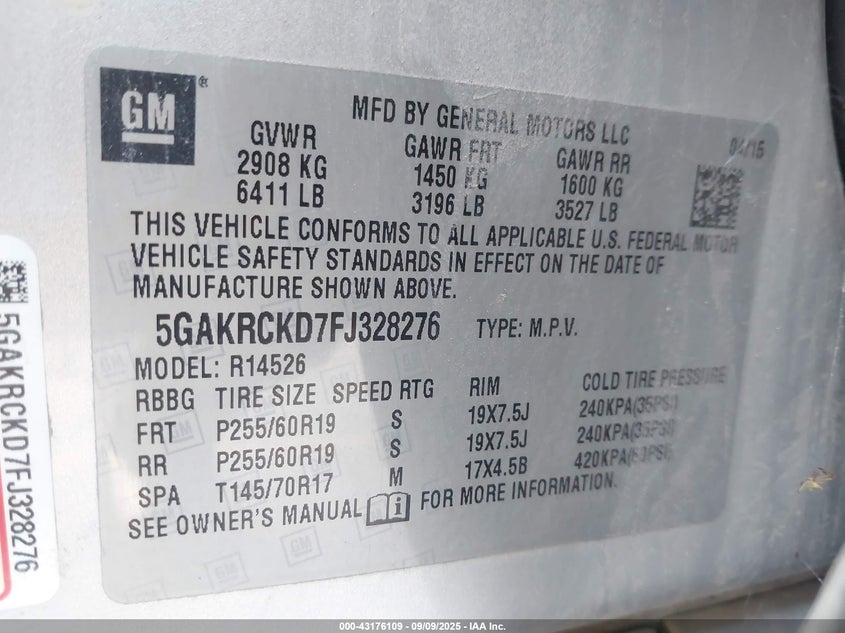 GM ®
MFD BY GENERAL MOTORS LLC
04/15
GVWR GAWR FRT GAWR RR
2908 KG 1450 KG 1600 KG
6411 LB 3196 LB 3527 LB
THIS VEHICLE CONFORMS TO ALL APPLICABLE U.S. FEDERAL MOTOR
VEHICLE SAFETY STANDARDS IN EFFECT ON THE DATE OF
MANUFACTURE SHOWN ABOVE.
5GAKRCKD7FJ328276 TYPE: M.P.V.
MODEL: R14526
RBBG TIRE SIZE SPEED RTG RIM COLD TIRE PRESSURE
FRT P255/60R19 S 19X7.5J 240KPA(35PSI)
RR P255/60R19 S 19X7.5J 240KPA(35PSI)
SPA T145/70R17 M 17X4.5B 420KPA(60PSI)
SEE OWNER'S MANUAL i FOR MORE INFORMATION.
5GAKRCKD7FJ328276
000-43176109 - 09/09/2025 - IAA Inc.